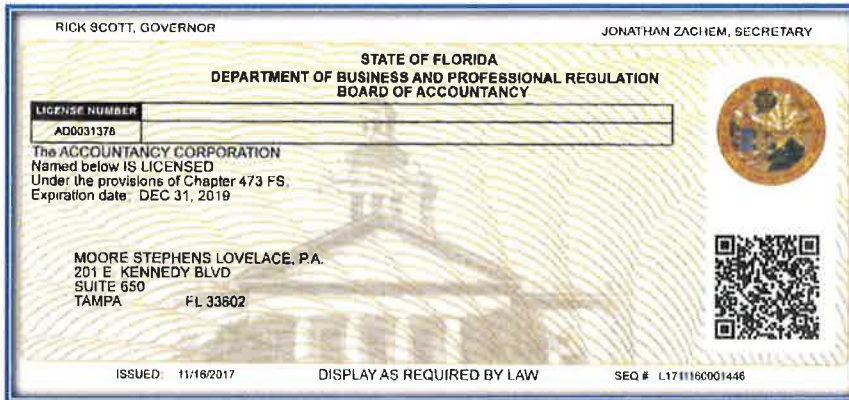 RICK SCOTT, GOVERNOR
JONATHAN ZACHEM, SECRETARY
STATE OF FLORIDA
DEPARTMENT OF BUSINESS AND PROFESSIONAL REGULATION
BOARD OF ACCOUNTANCY
LICENSE NUMBER
AD0031376
The ACCOUNTANCY CORPORATION
Named below IS LICENSED
Under the provisions of Chapter 473 FS.
Expiration date: DEC 31, 2019
MOORE STEPHENS LOVELACE, P.A.
201 E. KENNEDY BLVD
SUITE 650
TAMPA FL 33602
ISSUED: 11/16/2017
DISPLAY AS REQUIRED BY LAW
SEQ # L1711160001446